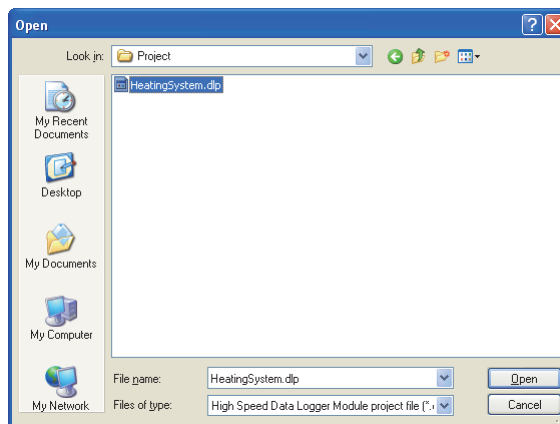 Open
Look in:
Project
HeatingSystem.dlp
My Recent
Documents
Desktop
My Documents
My Computer
My Network
File name:
HeatingSystem.dlp
Open
Files of type:
High Speed Data Logger Module project file (*.
Cancel